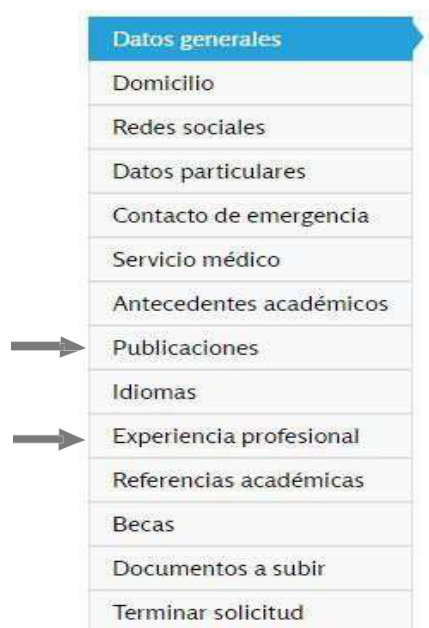 Datos generales
Domicilio
Redes sociales
Datos particulares
Contacto de emergencia
Servicio médico
Antecedentes académicos
Publicaciones
Idiomas
Experiencia profesional
Referencias académicas
Becas
Documentos a subir
Terminar solicitud